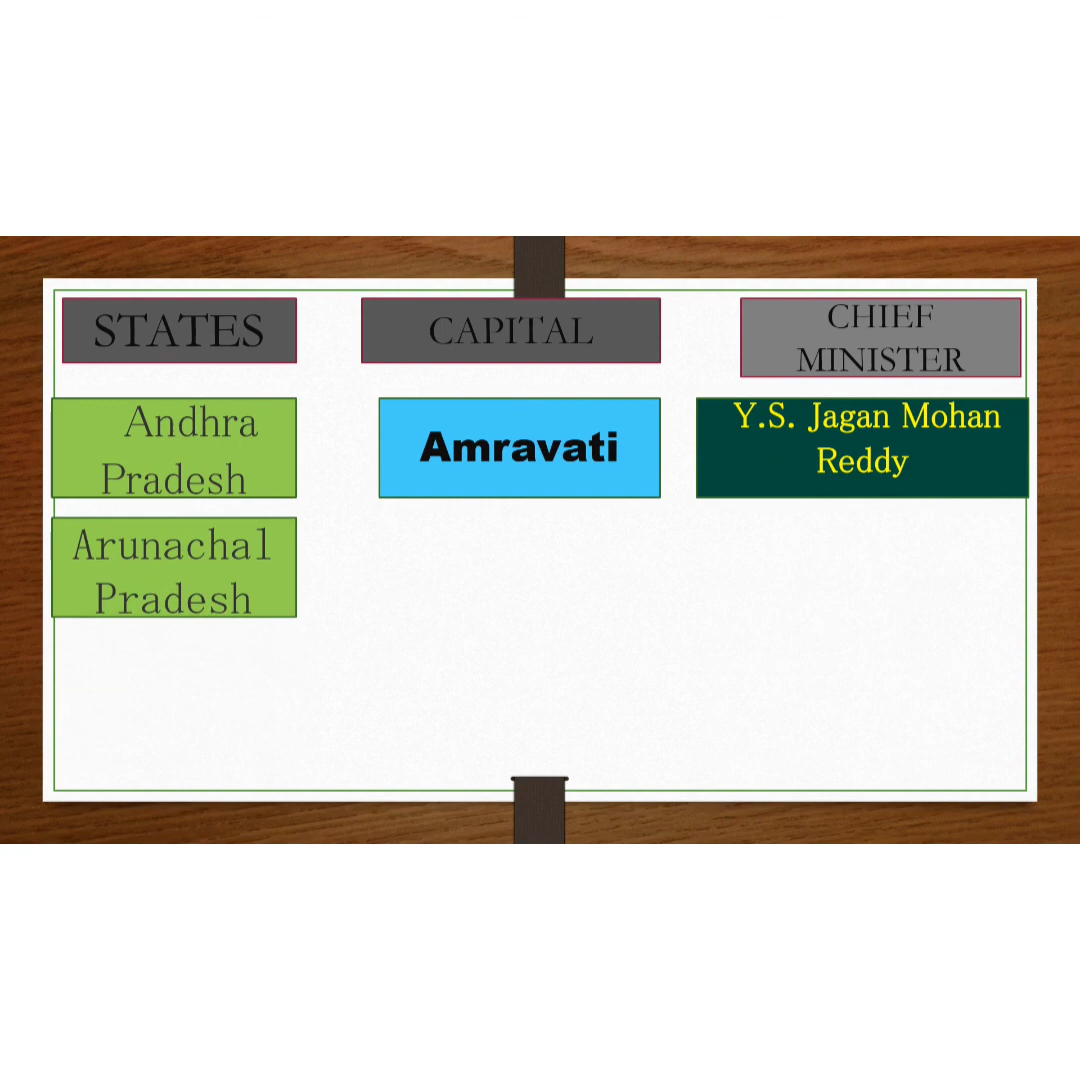 STATES
CAPITAL
CHIEF
MINISTER
Andhra
Pradesh
Amravati
Y.S. Jagan Mohan
Reddy
Arunachal
Pradesh